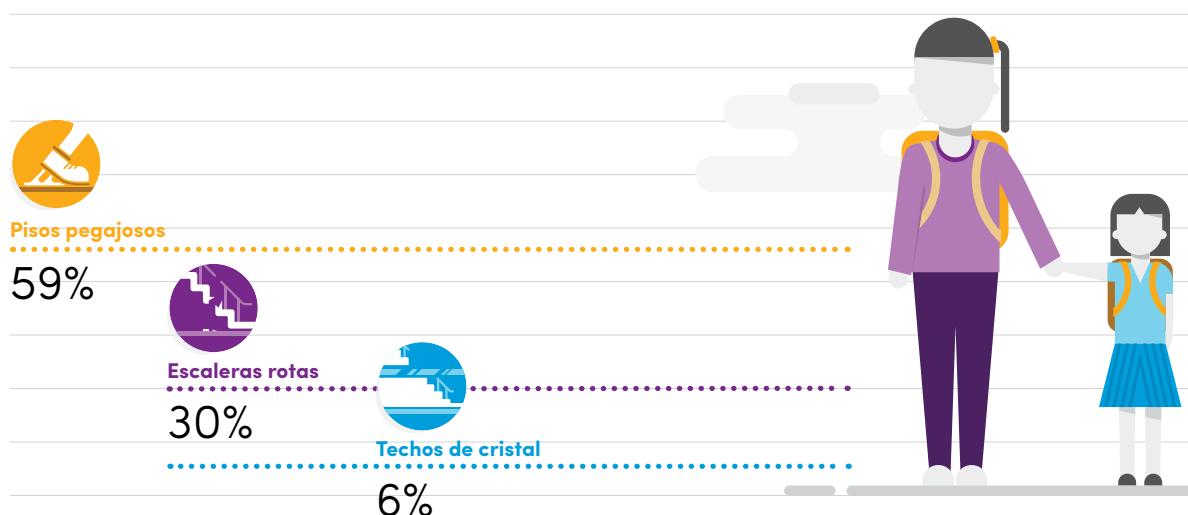 Pisos pegajosos
59%
Escaleras rotas
30%
Techos de cristal
6%